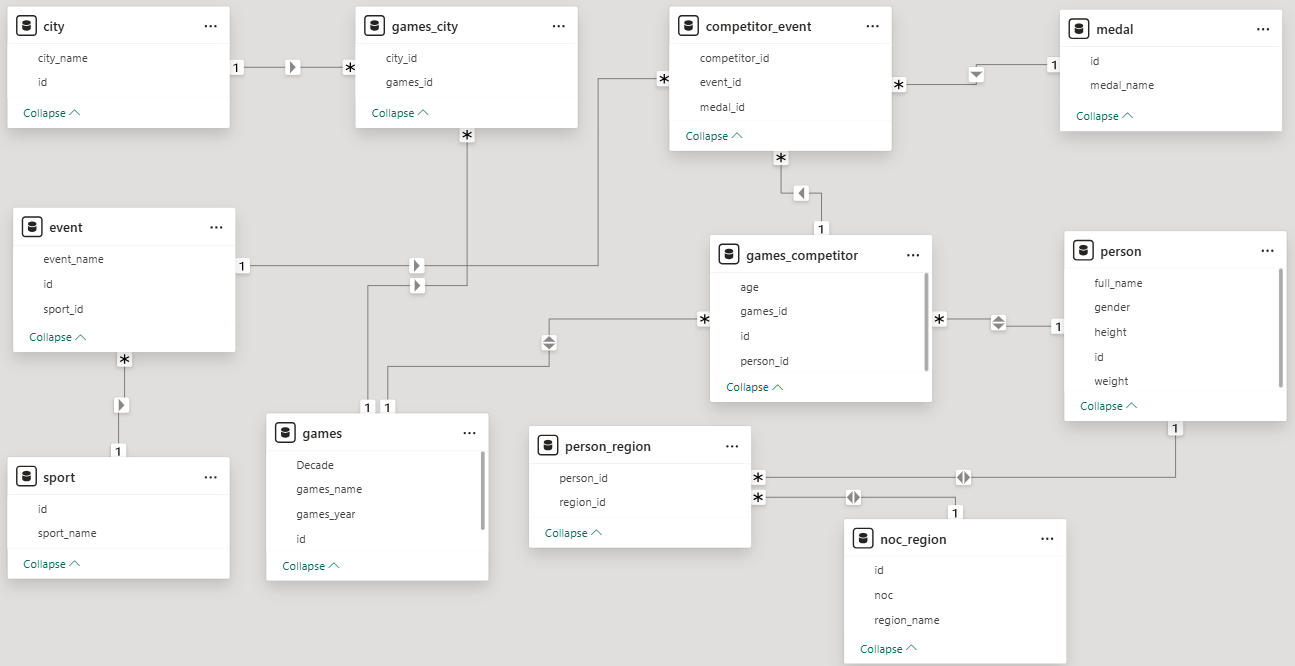 city
...
city_name
id
Collapse
1
*
games_city
...
city_id
games_id
Collapse
*
competitor_event
...
competitor_id
event_id
medal_id
Collapse
*
*
*
medal
...
id
medal_name
Collapse
1
event
...
event_name
id
sport_id
Collapse
1
*
games_competitor
...
age
games_id
id
person_id
Collapse
1
*
*
person
...
full_name
gender
height
id
weight
Collapse
1
1
sport
...
id
sport_name
Collapse
1
games
...
Decade
games_name
games_year
id
Collapse
1
1
person_region
...
person_id
region_id
Collapse
*
*
noc_region
...
id
noc
region_name
Collapse
1